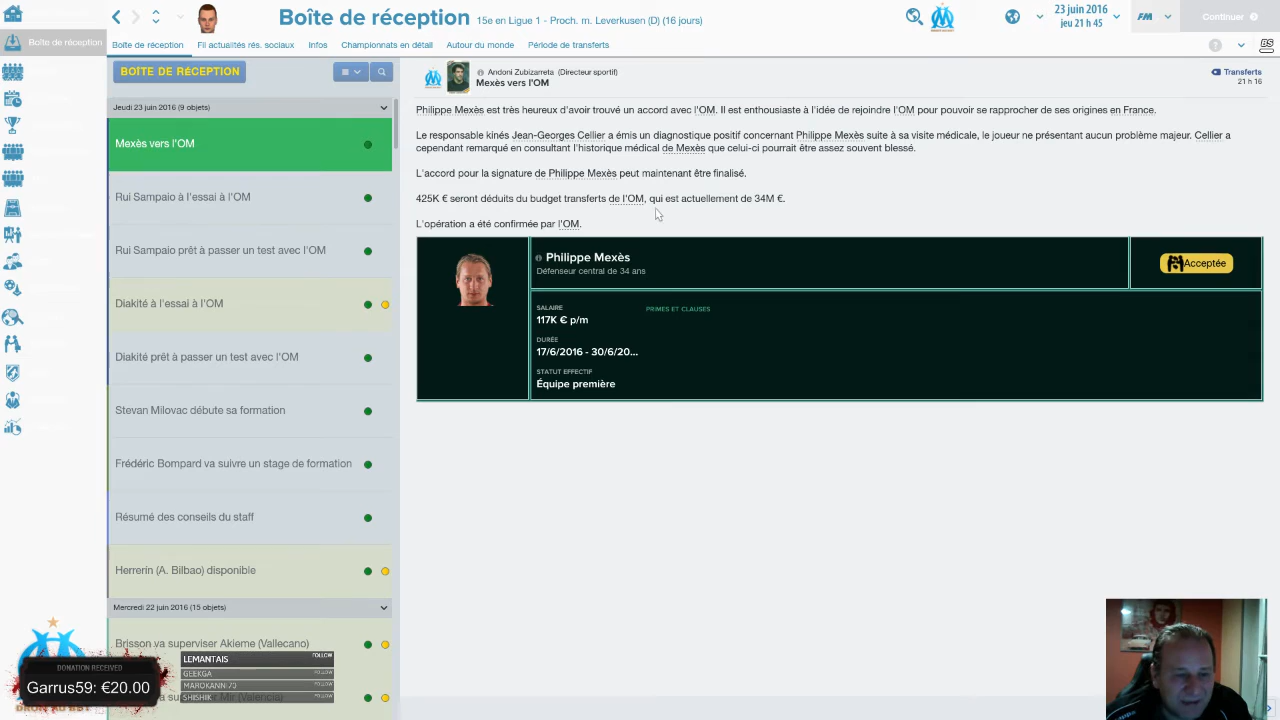 Boîte de réception
15e en Ligue 1 - Proch. m. Leverkusen (D) (16 jours)
23 juin 2016
jeu 21 h 45
FM
Continuer
Boîte de réception
Boîte de réception
Fil actualités rés. sociaux
Infos
Championnats en détail
Autour du monde
Période de transferts
BOÎTE DE RÉCEPTION
Jeudi 23 juin 2016 (9 objets)
Mexès vers l'OM
Rui Sampaio à l'essai à l'OM
Rui Sampaio prêt à passer un test avec l'OM
Diakité à l'essai à l'OM
Diakité prêt à passer un test avec l'OM
Stevan Milovac débute sa formation
Frédéric Bompard va suivre un stage de formation
Résumé des conseils du staff
Herrerin (A. Bilbao) disponible
Mercredi 22 juin 2016 (15 objets)
Brisson va superviser Akieme (Vallecano)
Andoni Zubizarreta (Directeur sportif)
Mexès vers l'OM
Transferts
21 h 16
Philippe Mexès est très heureux d'avoir trouvé un accord avec l'OM. Il est enthousiaste à l'idée de rejoindre l'OM pour pouvoir se rapprocher de ses origines en France.
Le responsable kinés Jean-Georges Cellier a émis un diagnostique positif concernant Philippe Mexès suite à sa visite médicale, le joueur ne présentant aucun problème majeur. Cellier a
cependant remarqué en consultant l'historique médical de Mexès que celui-ci pourrait être assez souvent blessé.
L'accord pour la signature de Philippe Mexès peut maintenant être finalisé.
425K € seront déduits du budget transferts de l'OM, qui est actuellement de 34M €.
L'opération a été confirmée par l'OM.
Philippe Mexès
Défenseur central de 34 ans
Acceptée
SALAIRE
117K € p/m
PRIMES ET CLAUSES
DURÉE
17/6/2016 - 30/6/20...
STATUT EFFECTIF
Équipe première
DONATION RECEIVED
Garrus59: €20.00
LEMANTAIS FOLLOW
GEEKGA FOLLOW
MAROKANN 70 FOLLOW
SHISHIK FOLLOW